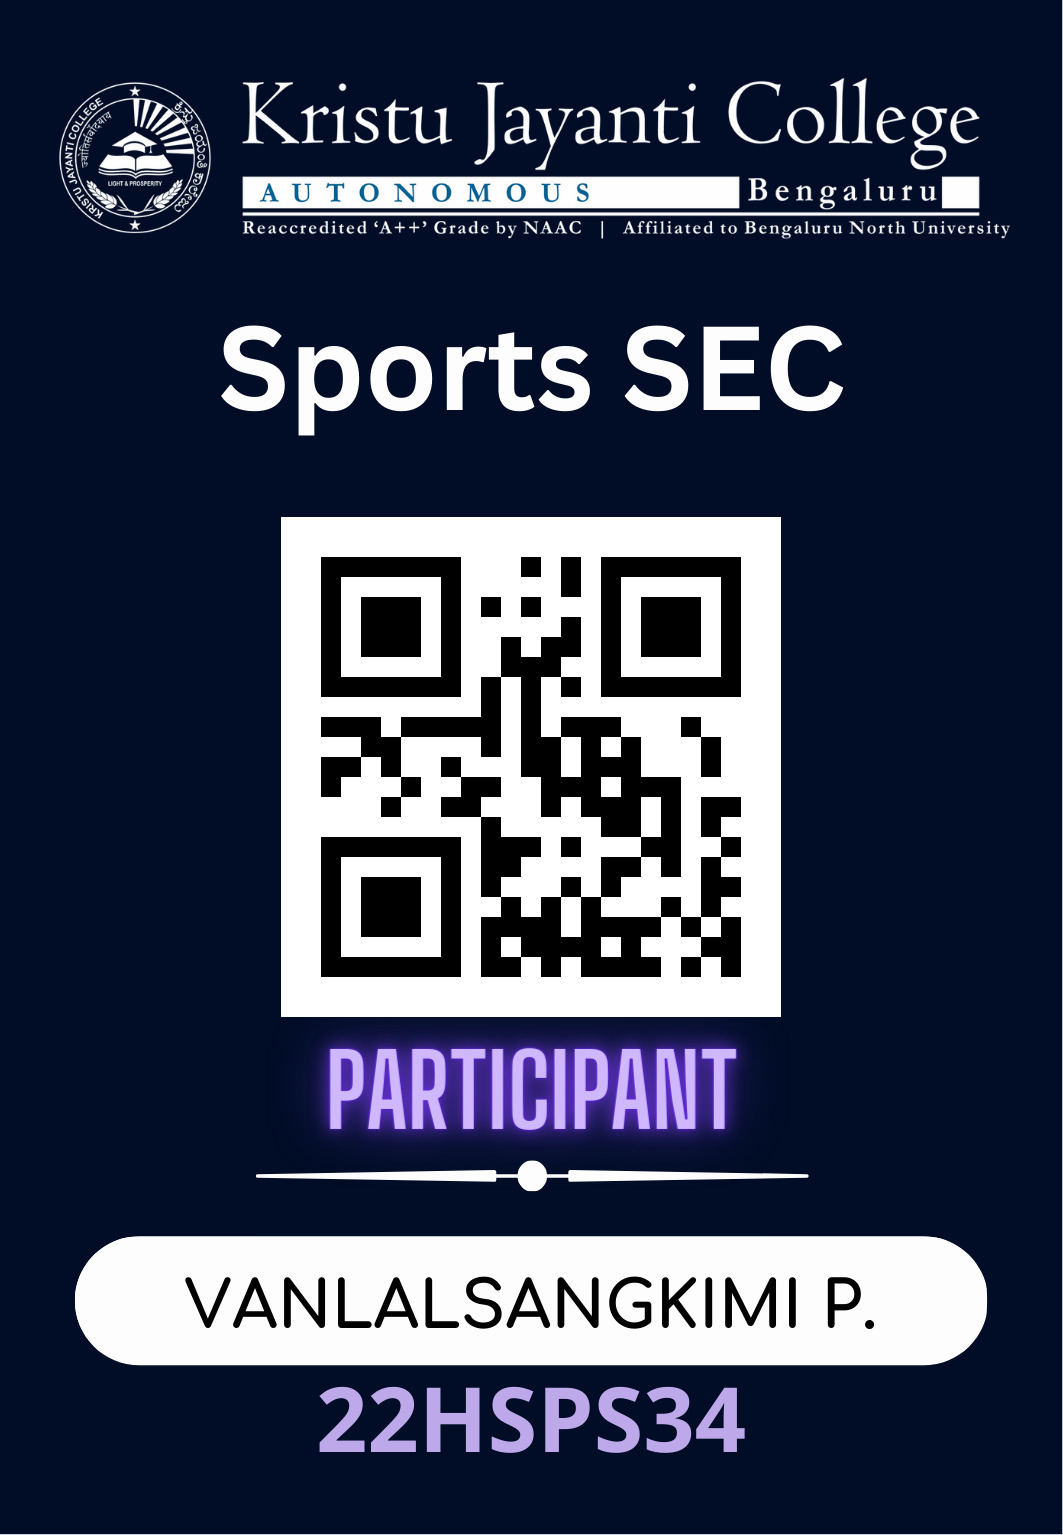 Kristu Jayanti College
AUTONOMOUS Bengaluru
Reaccredited ‘A++’ Grade by NAAC | Affiliated to Bengaluru North University
KRISTU JAYANTI COLLEGE
LIGHT & PROSPERITY
Sports SEC
PARTICIPANT
VANLALSANGKIMI P.
22HSPS34